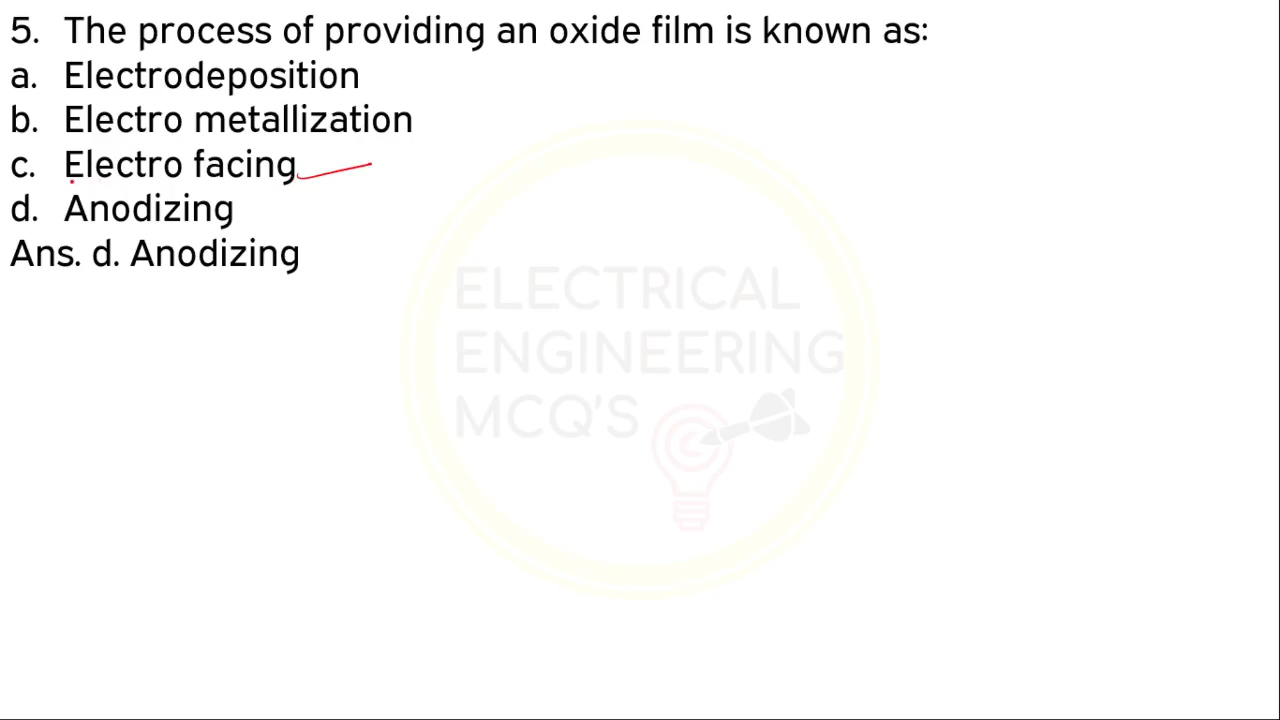 5. The process of providing an oxide film is known as:
a. Electrodeposition
b. Electro metallization
c. Electro facing
d. Anodizing
Ans. d. Anodizing
ELECTRICAL
ENGINEERING
MCQ'S